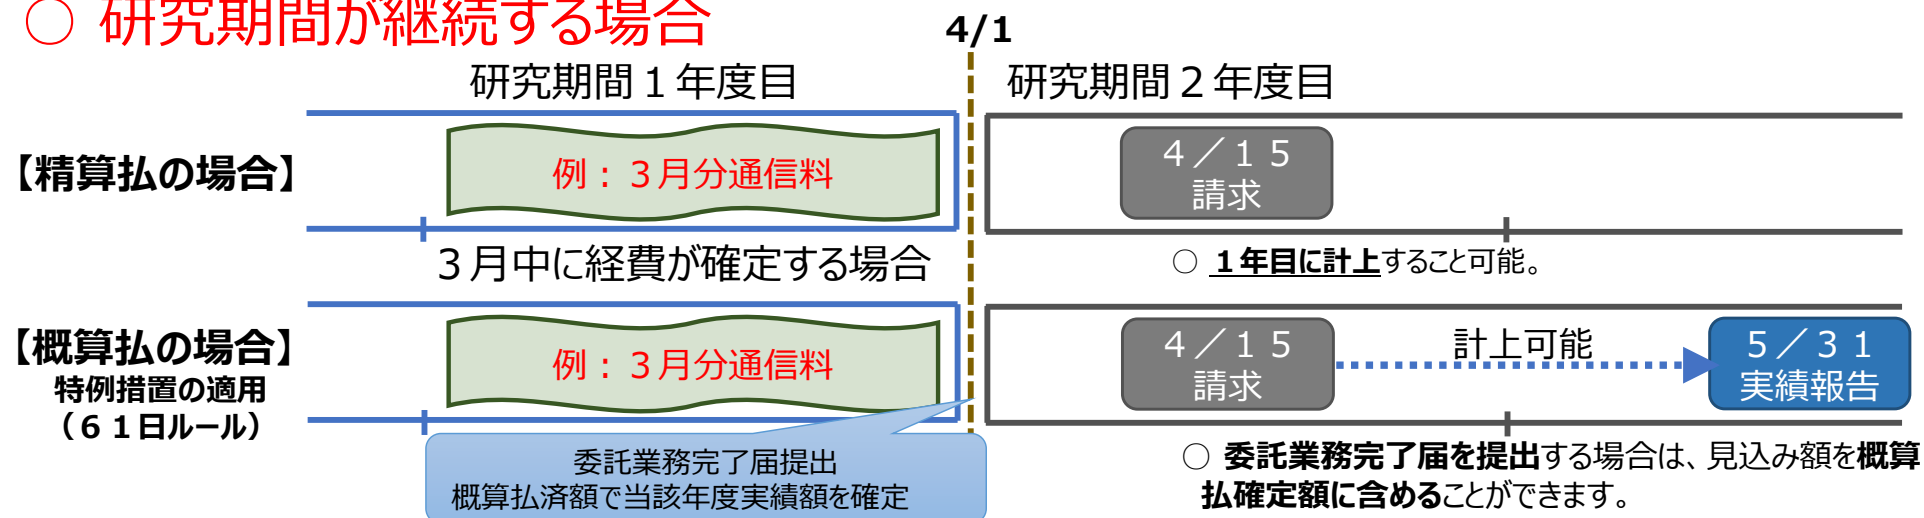 ○ 研究期間が継続する場合
4/1
研究期間1年度目
研究期間2年度目
【精算払の場合】
例:3月分通信料
4/15
請求
3月中に経費が確定する場合
○ 1年目に計上すること可能。
【概算払の場合】
特例措置の適用
(61日ルール)
例:3月分通信料
4/15
請求
計上可能
5/31
実績報告
委託業務完了届提出
概算払済額で当該年度実績額を確定
○ 委託業務完了届を提出する場合は、見込み額を概算
払確定額に含めることができます。